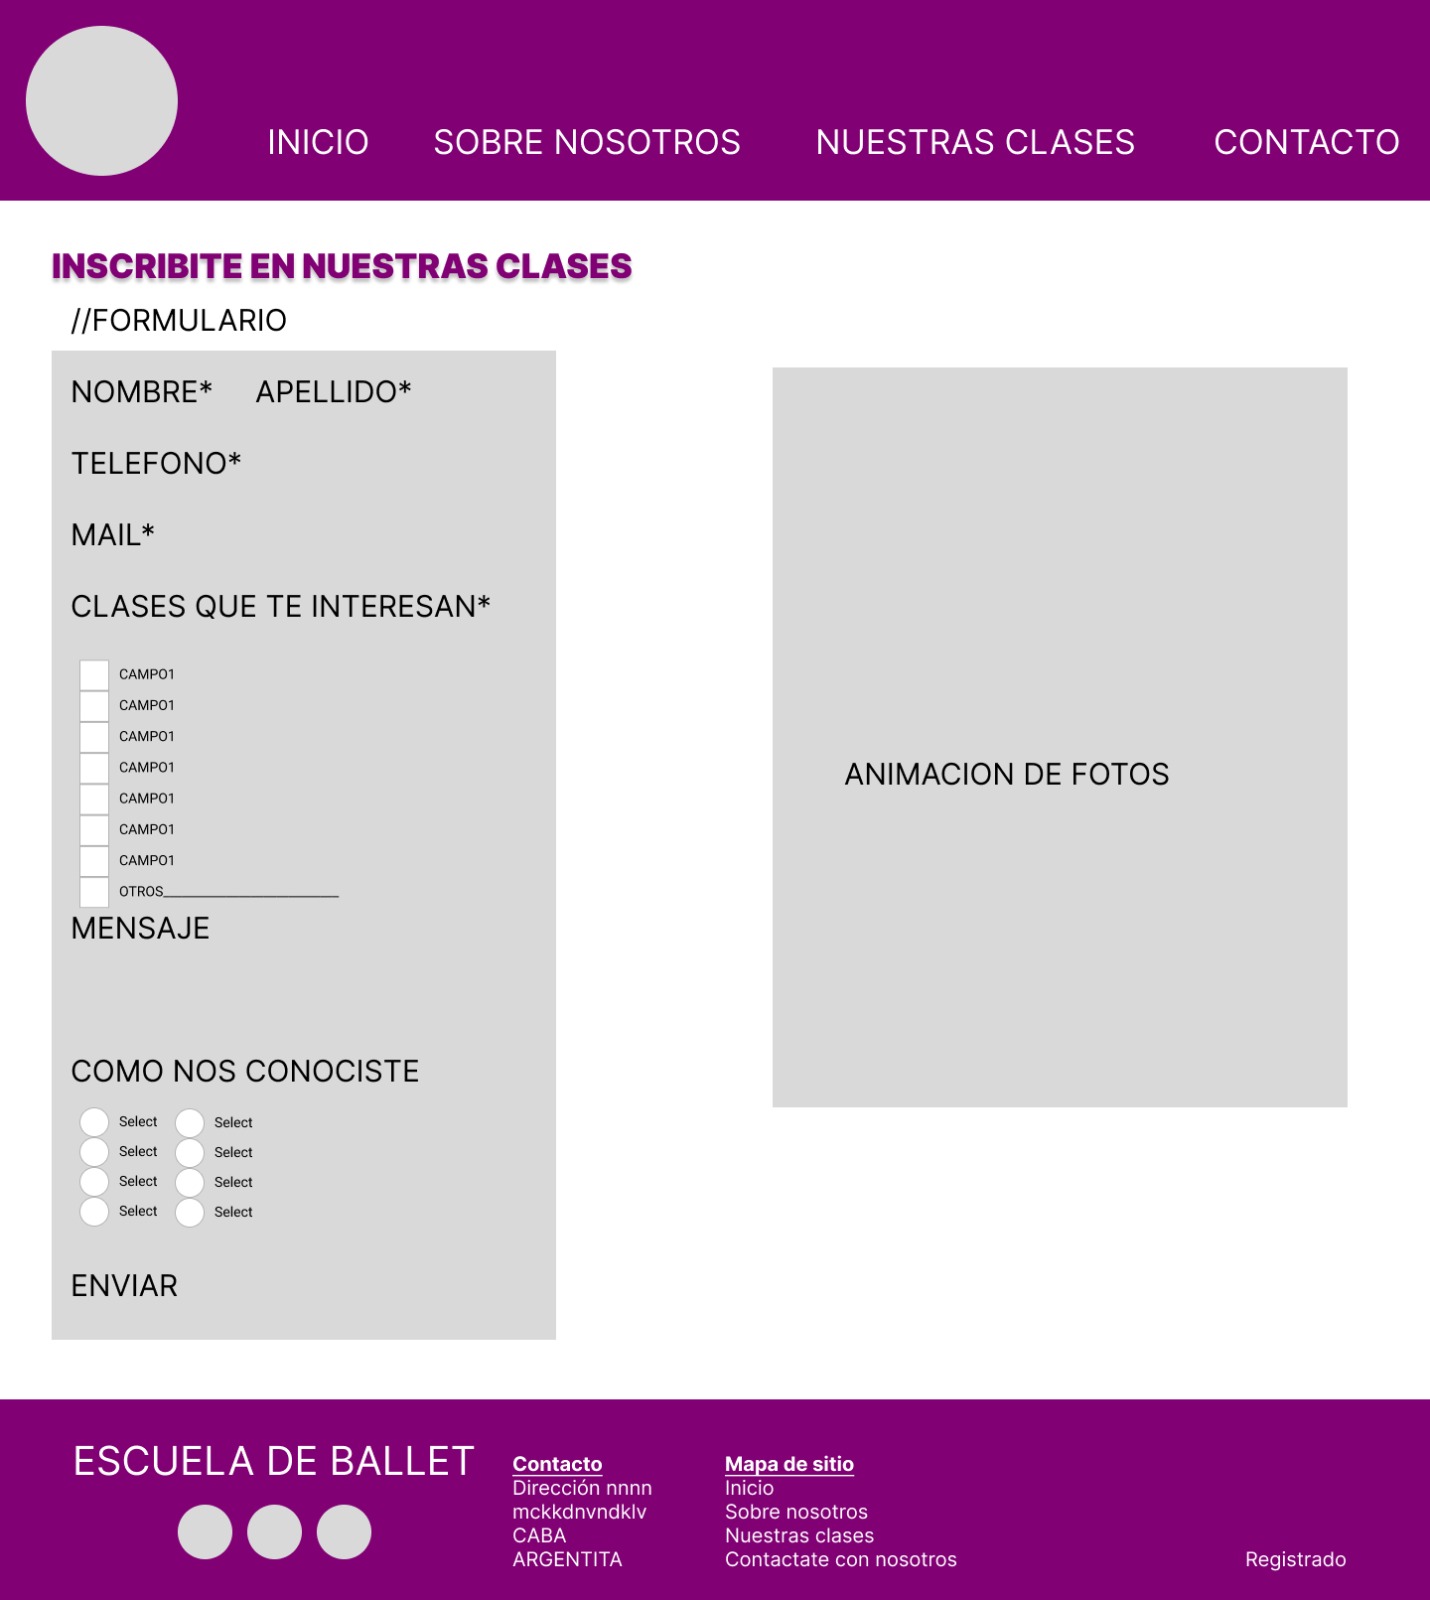 INICIO SOBRE NOSOTROS NUESTRAS CLASES CONTACTO
INSCRIBITE EN NUESTRAS CLASES
//FORMULARIO
NOMBRE* APELLIDO*
TELEFONO*
MAIL*
CLASES QUE TE INTERESAN*
CAMPO1
CAMPO1
CAMPO1
CAMPO1
CAMPO1
CAMPO1
CAMPO1
OTROS_________________________
MENSAJE
COMO NOS CONOCISTE
Select Select
Select Select
Select Select
Select Select
ENVIAR
ANIMACION DE FOTOS
ESCUELA DE BALLET
Contacto
Dirección nnnn
mckkdnvndklv
CABA
ARGENTITA
Mapa de sitio
Inicio
Sobre nosotros
Nuestras clases
Contactate con nosotros
Registrado